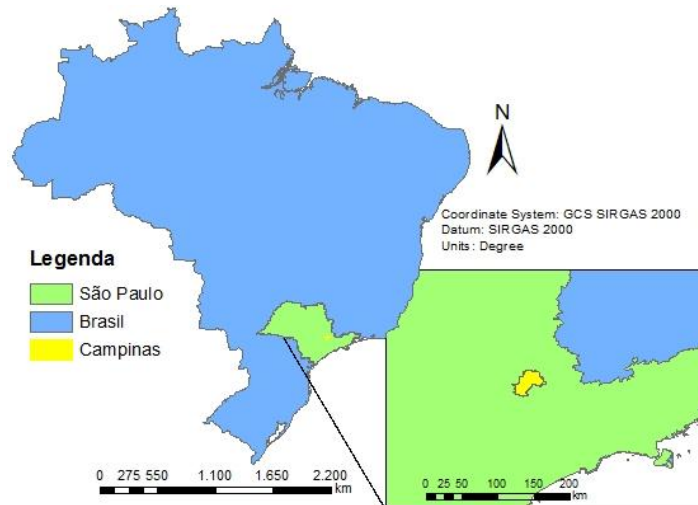 N
Coordinate System: GCS SIRGAS 2000
Datum: SIRGAS 2000
Units: Degree
Legenda
São Paulo
Brasil
Campinas
0 275 550 1.100 1.650 2.200
km
0 25 50 100 150 200
km